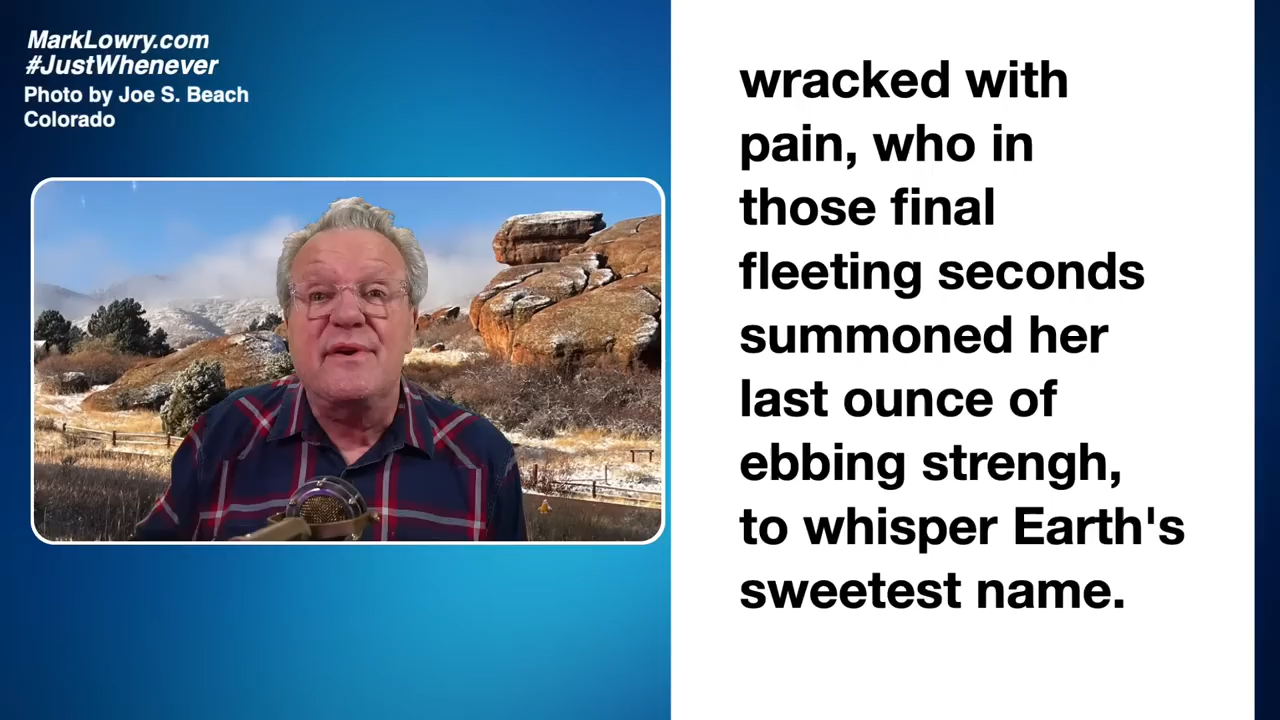 MarkLowry.com
#JustWhenever
Photo by Joe S. Beach
Colorado
wracked with
pain, who in
those final
fleeting seconds
summoned her
last ounce of
ebbing strengh,
to whisper Earth's
sweetest name.